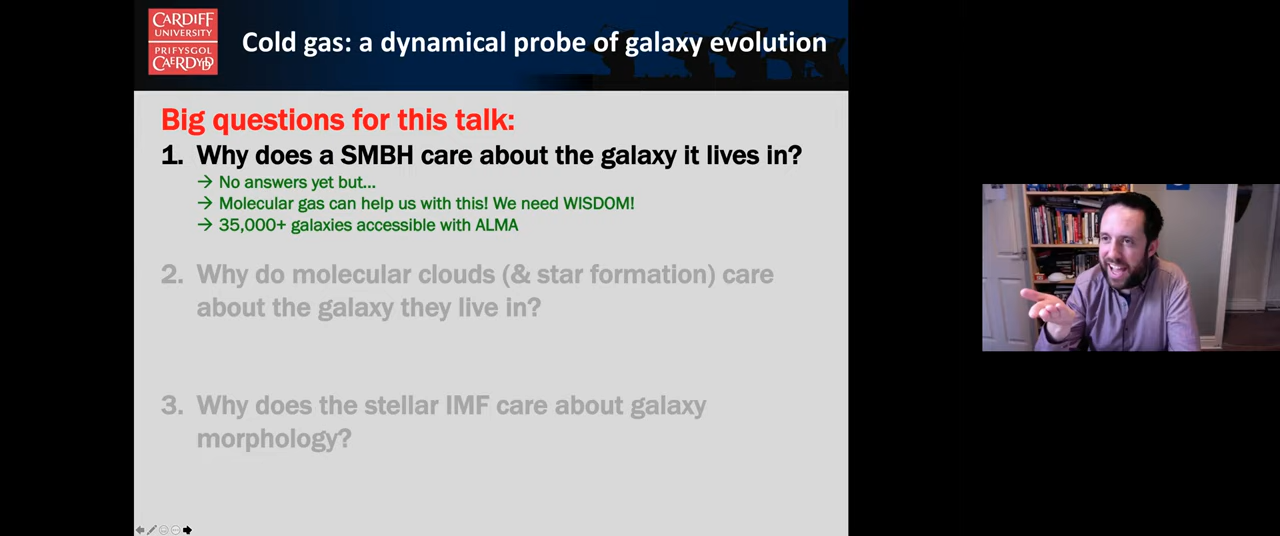 CARDIFF
UNIVERSITY
PRIFYSGOL
CAERDYDD
Cold gas: a dynamical probe of galaxy evolution
Big questions for this talk:
1. Why does a SMBH care about the galaxy it lives in?
→ No answers yet but...
→ Molecular gas can help us with this! We need WISDOM!
→ 35,000+ galaxies accessible with ALMA
2. Why do molecular clouds (& star formation) care
about the galaxy they live in?
3. Why does the stellar IMF care about galaxy
morphology?